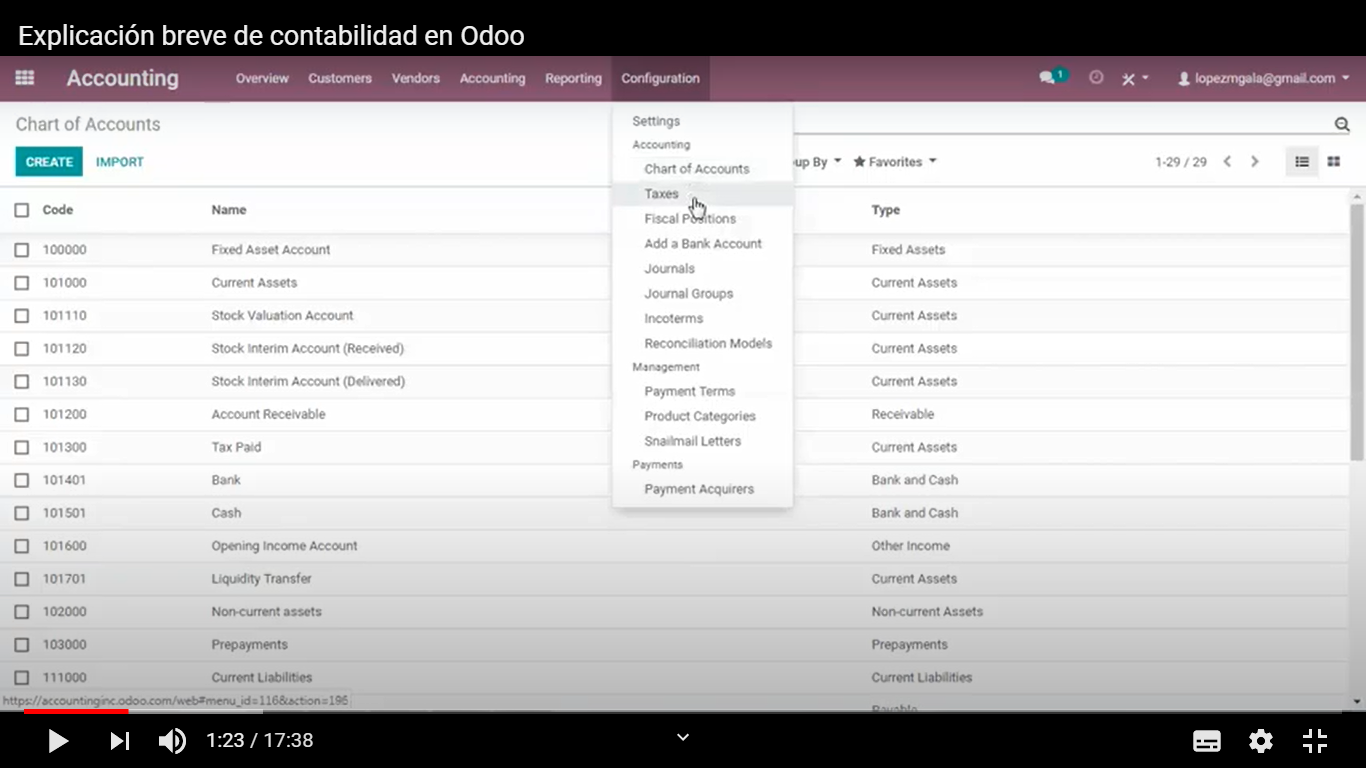 Explicación breve de contabilidad en Odoo
Accounting Overview Customers Vendors Accounting Reporting Configuration 1 lopezmgala@gmail.com
Chart of Accounts
CREATE IMPORT
up By Favorites 1-29 / 29
Settings
Accounting
Chart of Accounts
Taxes
Fiscal Positions
Add a Bank Account
Journals
Journal Groups
Incoterms
Reconciliation Models
Management
Payment Terms
Product Categories
Snailmail Letters
Payments
Payment Acquirers
Code Name Type
100000 Fixed Asset Account Fixed Assets
101000 Current Assets Current Assets
101110 Stock Valuation Account Current Assets
101120 Stock Interim Account (Received) Current Assets
101130 Stock Interim Account (Delivered) Current Assets
101200 Account Receivable Receivable
101300 Tax Paid Current Assets
101401 Bank Bank and Cash
101501 Cash Bank and Cash
101600 Opening Income Account Other Income
101701 Liquidity Transfer Current Assets
102000 Non-current assets Non-current Assets
103000 Prepayments Prepayments
111000 Current Liabilities Current Liabilities
Payable
https://accountinginc.odoo.com/web#menu_id=116&action=196
1:23 / 17:38